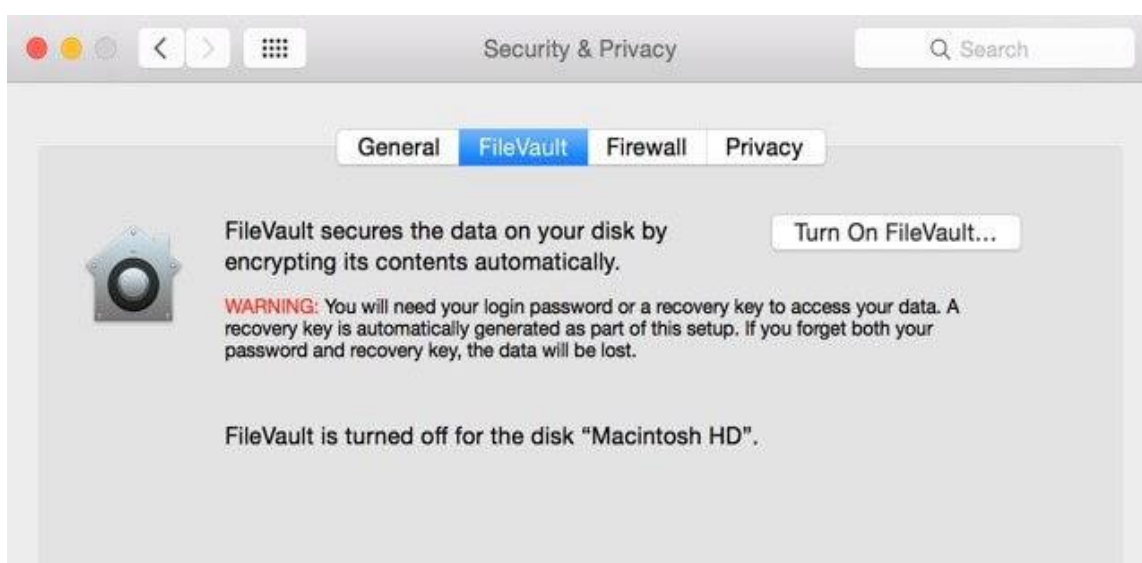 Security & Privacy
Search
General FileVault Firewall Privacy
FileVault secures the data on your disk by
encrypting its contents automatically.
Turn On FileVault...
WARNING: You will need your login password or a recovery key to access your data. A
recovery key is automatically generated as part of this setup. If you forget both your
password and recovery key, the data will be lost.
FileVault is turned off for the disk “Macintosh HD”.